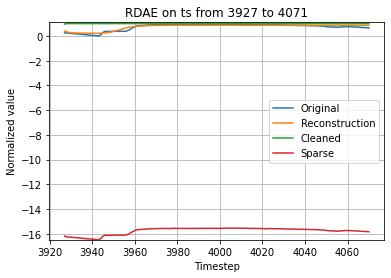 RDAE on ts from 3927 to 4071
0
−2
−4
−6
−8
−10
−12
−14
−16
Normalized value
Original
Reconstruction
Cleaned
Sparse
3920 3940 3960 3980 4000 4020 4040 4060
Timestep